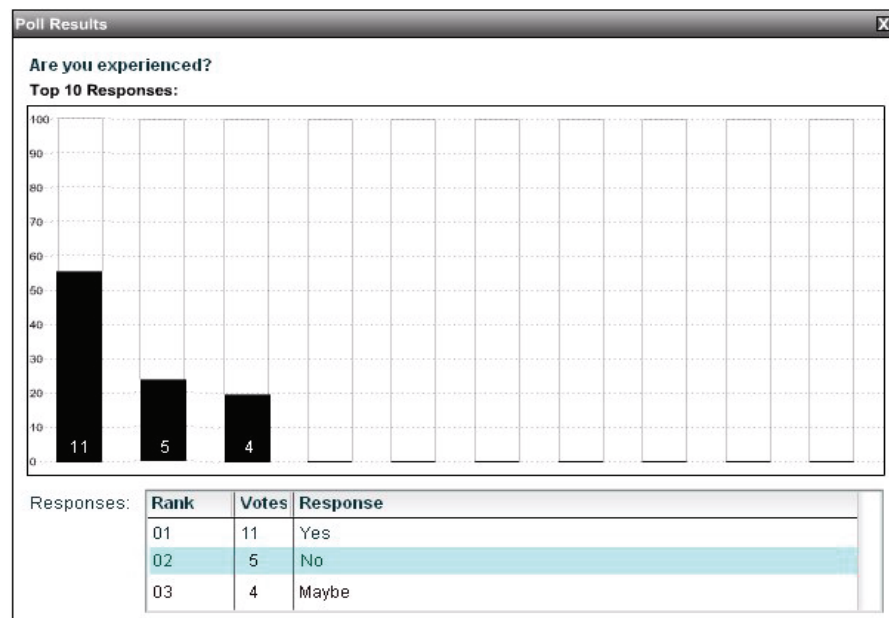 Poll Results X
Are you experienced?
Top 10 Responses:
100
90
80
70
60
50
40
30
20
10
0
11 5 4
Responses: Rank Votes Response
01 11 Yes
02 5 No
03 4 Maybe